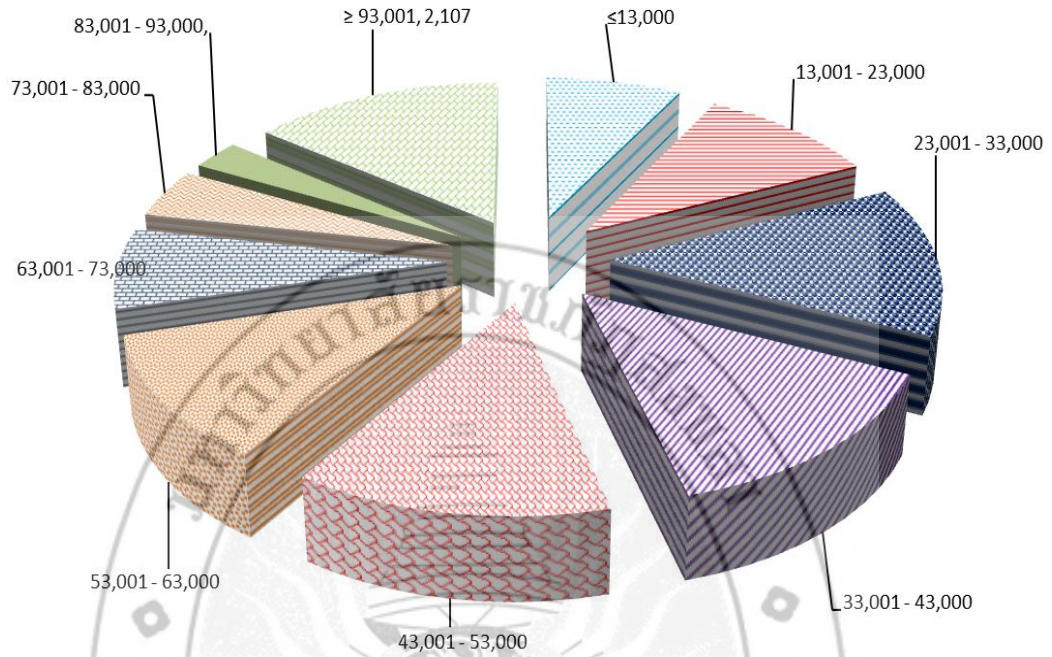 ≥ 93,001, 2,107
≤13,000
83,001 - 93,000,
13,001 - 23,000
73,001 - 83,000
23,001 - 33,000
63,001 - 73,000
53,001 - 63,000
33,001 - 43,000
43,001 - 53,000